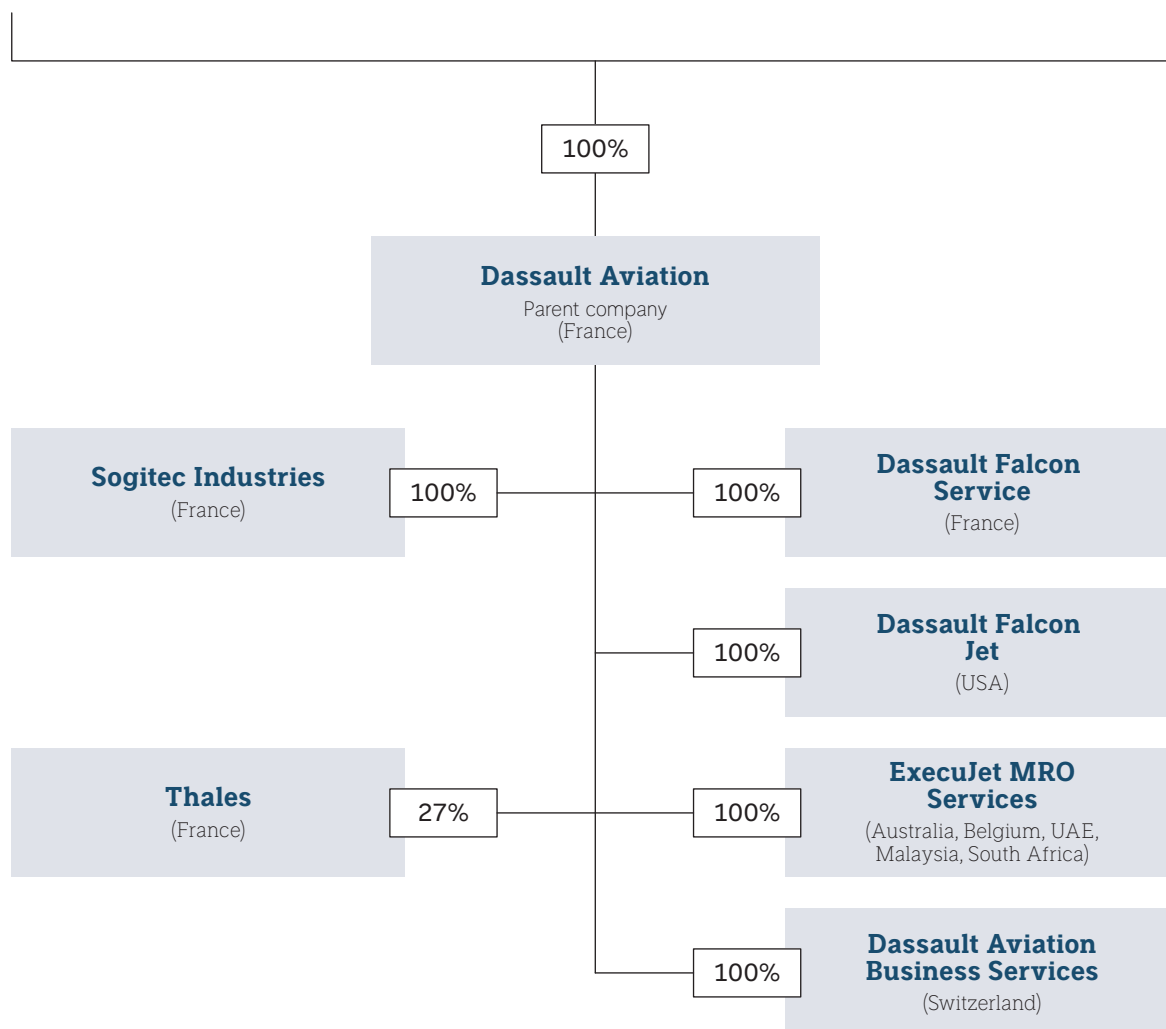 100%
Dassault Aviation
Parent company
(France)
Sogitec Industries
(France)
100%
100%
Dassault Falcon
Service
(France)
100%
Dassault Falcon
Jet
(USA)
Thales
(France)
27%
100%
ExecuJet MRO
Services
(Australia, Belgium, UAE,
Malaysia, South Africa)
100%
Dassault Aviation
Business Services
(Switzerland)